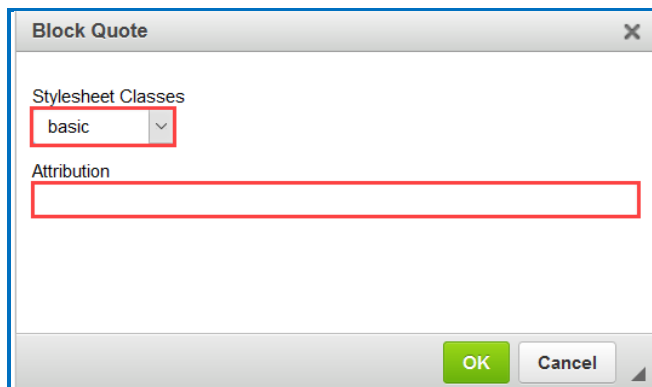 Block Quote
Stylesheet Classes
basic
Attribution
OK Cancel